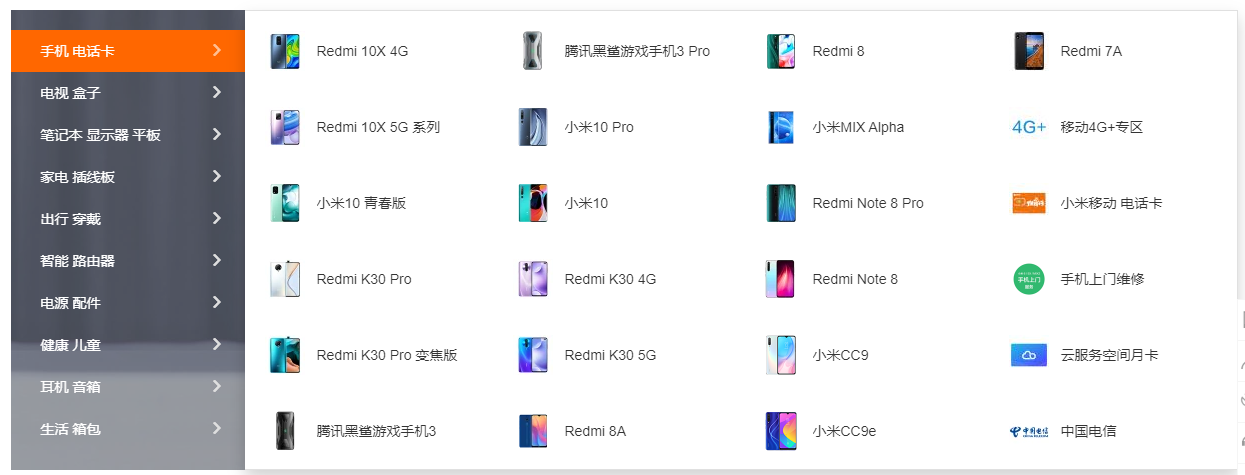 手机 电话卡
电视 盒子
笔记本 显示器 平板
家电 插线板
出行 穿戴
智能 路由器
电源 配件
健康 儿童
耳机 音箱
生活 箱包
Redmi 10X 4G
Redmi 10X 5G 系列
小米10 青春版
Redmi K30 Pro
Redmi K30 Pro 变焦版
腾讯黑鲨游戏手机3
腾讯黑鲨游戏手机3 Pro
小米10 Pro
小米10
Redmi K30 4G
Redmi K30 5G
Redmi 8A
Redmi 8
小米MIX Alpha
Redmi Note 8 Pro
Redmi Note 8
小米CC9
小米CC9e
Redmi 7A
4G+
移动4G+专区
小米移动 电话卡
手机上门
手机上门维修
云服务空间月卡
中国电信
中国电信